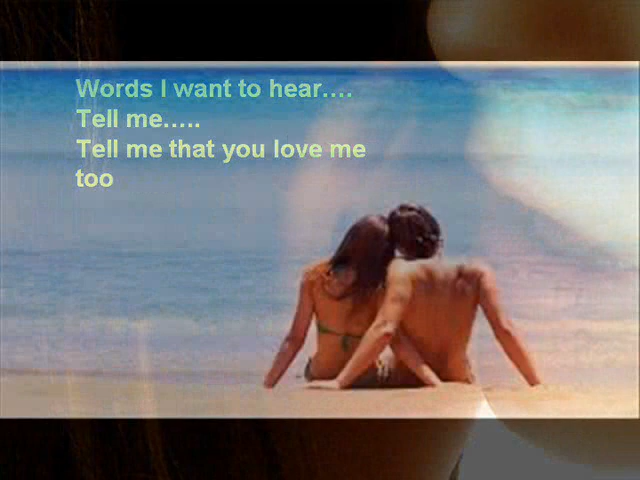 Words I want to hear….
Tell me…..
Tell me that you love me
too